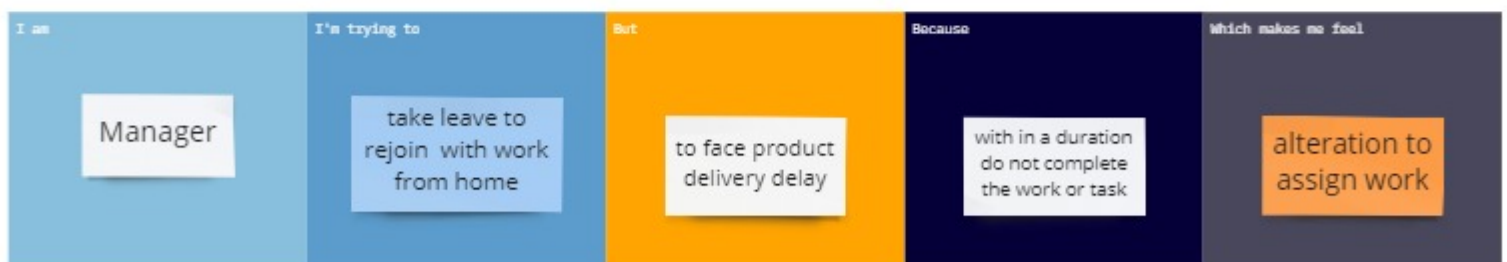 I am
Manager
I'm trying to
take leave to
rejoin with work
from home
But
to face product
delivery delay
Because
with in a duration
do not complete
the work or task
Which makes me feel
alteration to
assign work